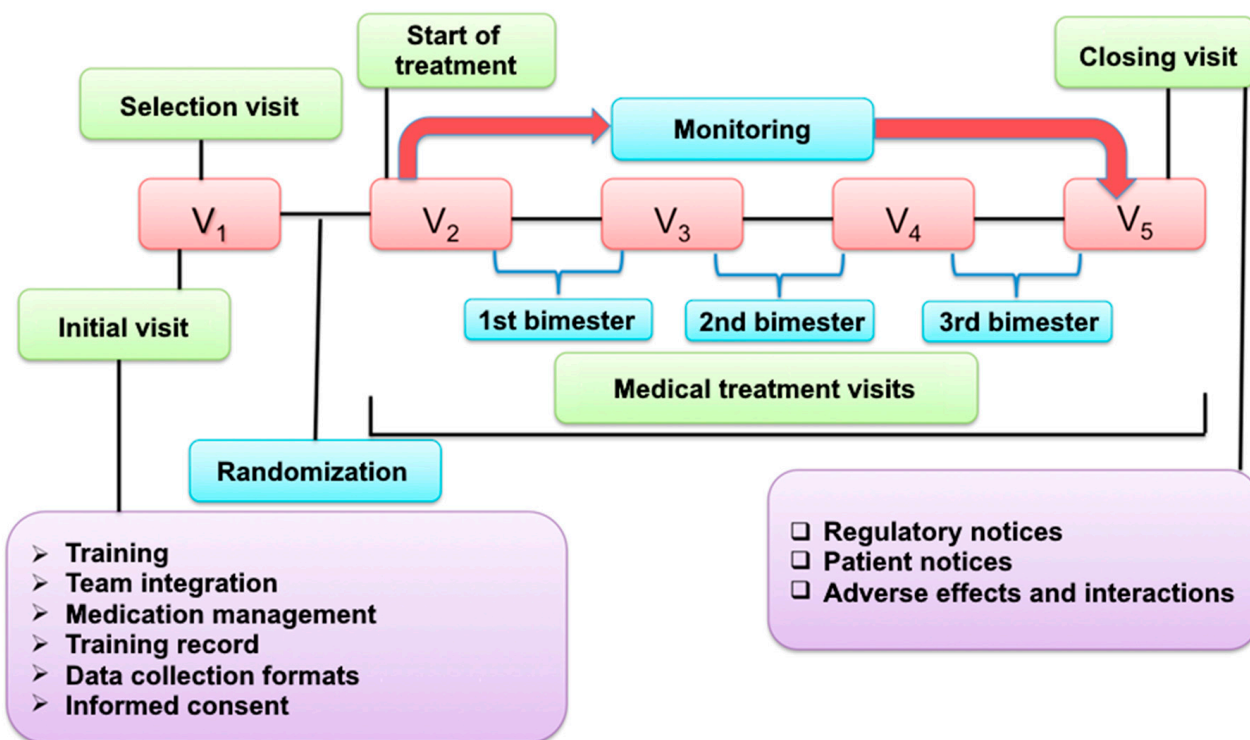 Start of
treatment
Closing visit
Selection visit
Monitoring
V₁
V₂
V₃
V₄
V₅
1st bimester
2nd bimester
3rd bimester
Initial visit
Medical treatment visits
Randomization
➢ Training
➢ Team integration
➢ Medication management
➢ Training record
➢ Data collection formats
➢ Informed consent
❑ Regulatory notices
❑ Patient notices
❑ Adverse effects and interactions